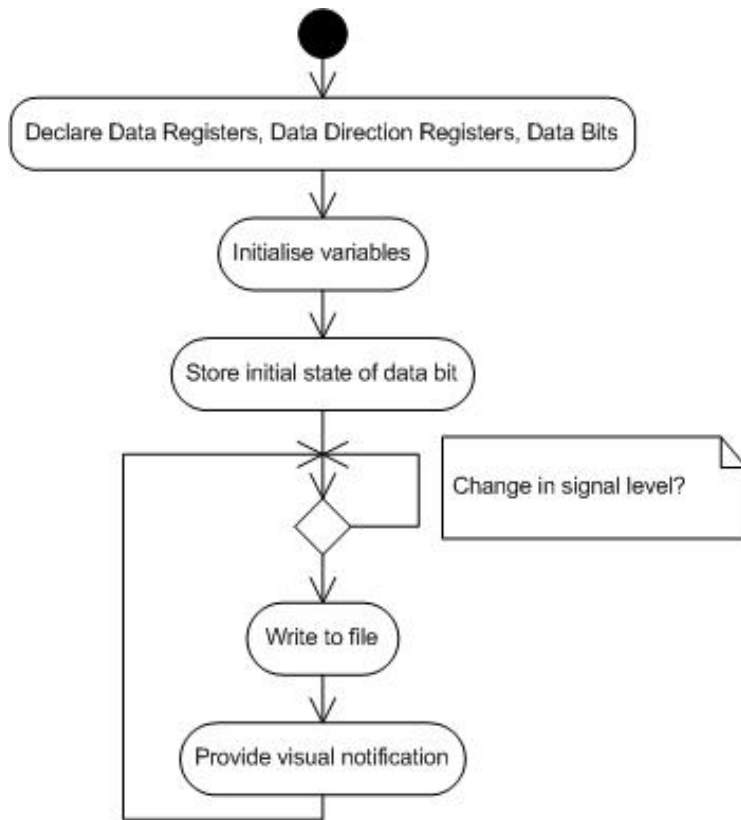 Declare Data Registers, Data Direction Registers, Data Bits
Initialise variables
Store initial state of data bit
Change in signal level?
Write to file
Provide visual notification